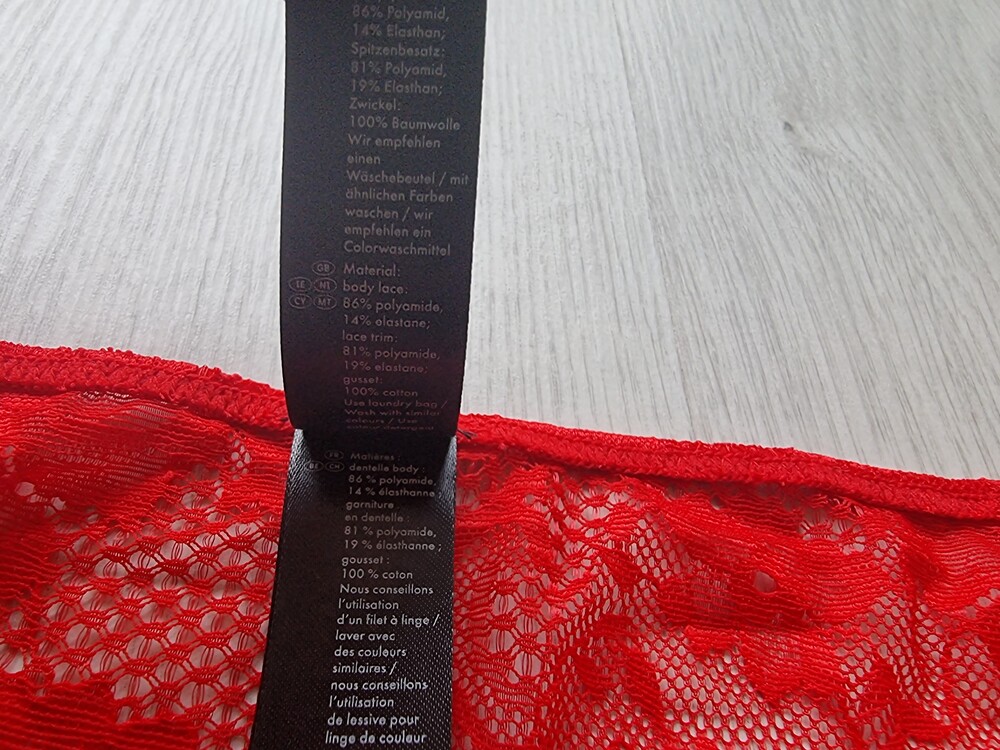 86% Polyamid,
14% Elasthan;
Spitzenbesatz:
81% Polyamid,
19% Elasthan;
Zwickel:
100% Baumwolle
Wir empfehlen
einen
Wäschebeutel / mit
ähnlichen Farben
waschen / wir
empfehlen ein
Colorwaschmittel
GB Material:
IE NI body lace:
CY MT 86% polyamide,
14% elastane;
lace trim:
81% polyamide,
19% elastane;
gusset:
100% cotton
Use laundry bag /
Wash with similar
colours / Use
colour detergent
FR Matières :
BE CH dentelle body :
86 % polyamide,
14 % élasthanne ;
garniture
en dentelle :
81 % polyamide,
19 % élasthanne ;
gousset :
100 % coton
Nous conseillons
l'utilisation
d'un filet à linge /
laver avec
des couleurs
similaires /
nous conseillons
l'utilisation
de lessive pour
linge de couleur